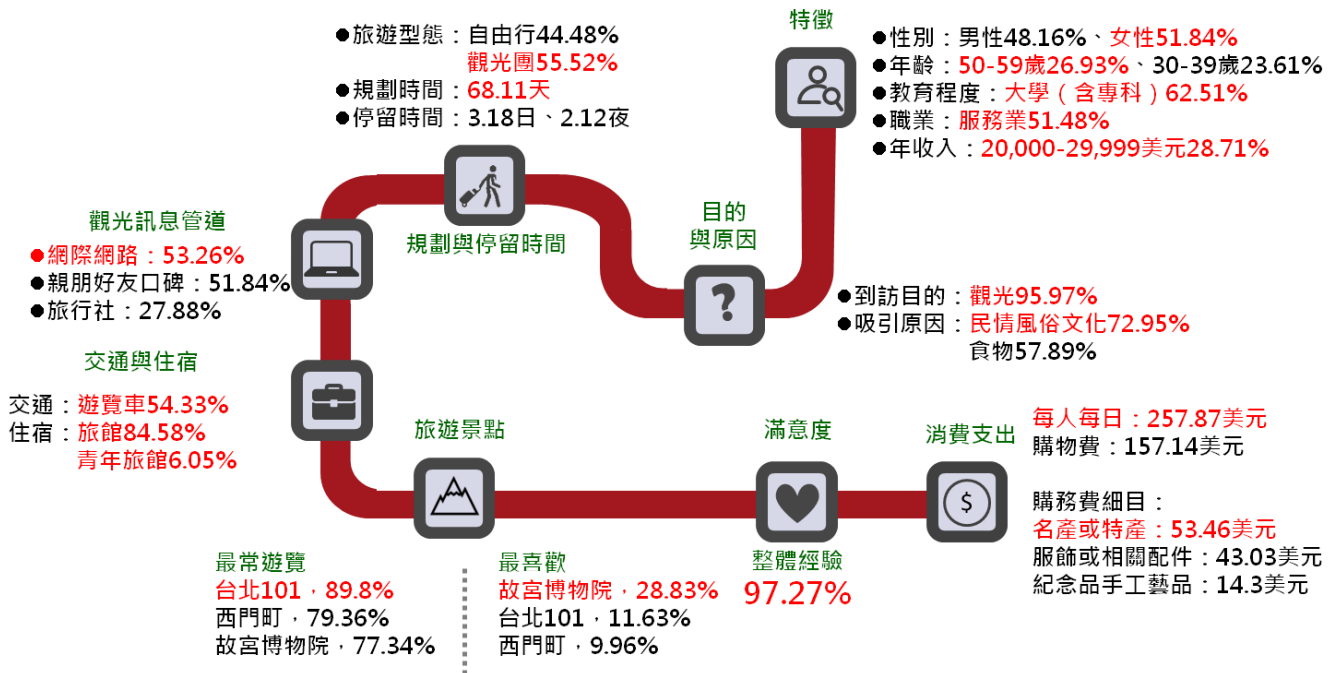 特徵
●性別：男性48.16%、女性51.84%
●年齡：50-59歲26.93%、30-39歲23.61%
●教育程度：大學（含專科）62.51%
●職業：服務業51.48%
●年收入：20,000-29,999美元28.71%
目的
與原因
●到訪目的：觀光95.97%
●吸引原因：民情風俗文化72.95%
食物57.89%
●旅遊型態：自由行44.48%
觀光團55.52%
●規劃時間：68.11天
●停留時間：3.18日、2.12夜
規劃與停留時間
觀光訊息管道
●網際網路：53.26%
●親朋好友口碑：51.84%
●旅行社：27.88%
交通與住宿
交通：遊覽車54.33%
住宿：旅館84.58%
青年旅館6.05%
旅遊景點
最常遊覽
台北101，89.8%
西門町，79.36%
故宮博物院，77.34%
最喜歡
故宮博物院，28.83%
台北101，11.63%
西門町，9.96%
滿意度
整體經驗
97.27%
消費支出
$
每人每日：257.87美元
購物費：157.14美元
購務費細目：
名產或特產：53.46美元
服飾或相關配件：43.03美元
紀念品手工藝品：14.3美元